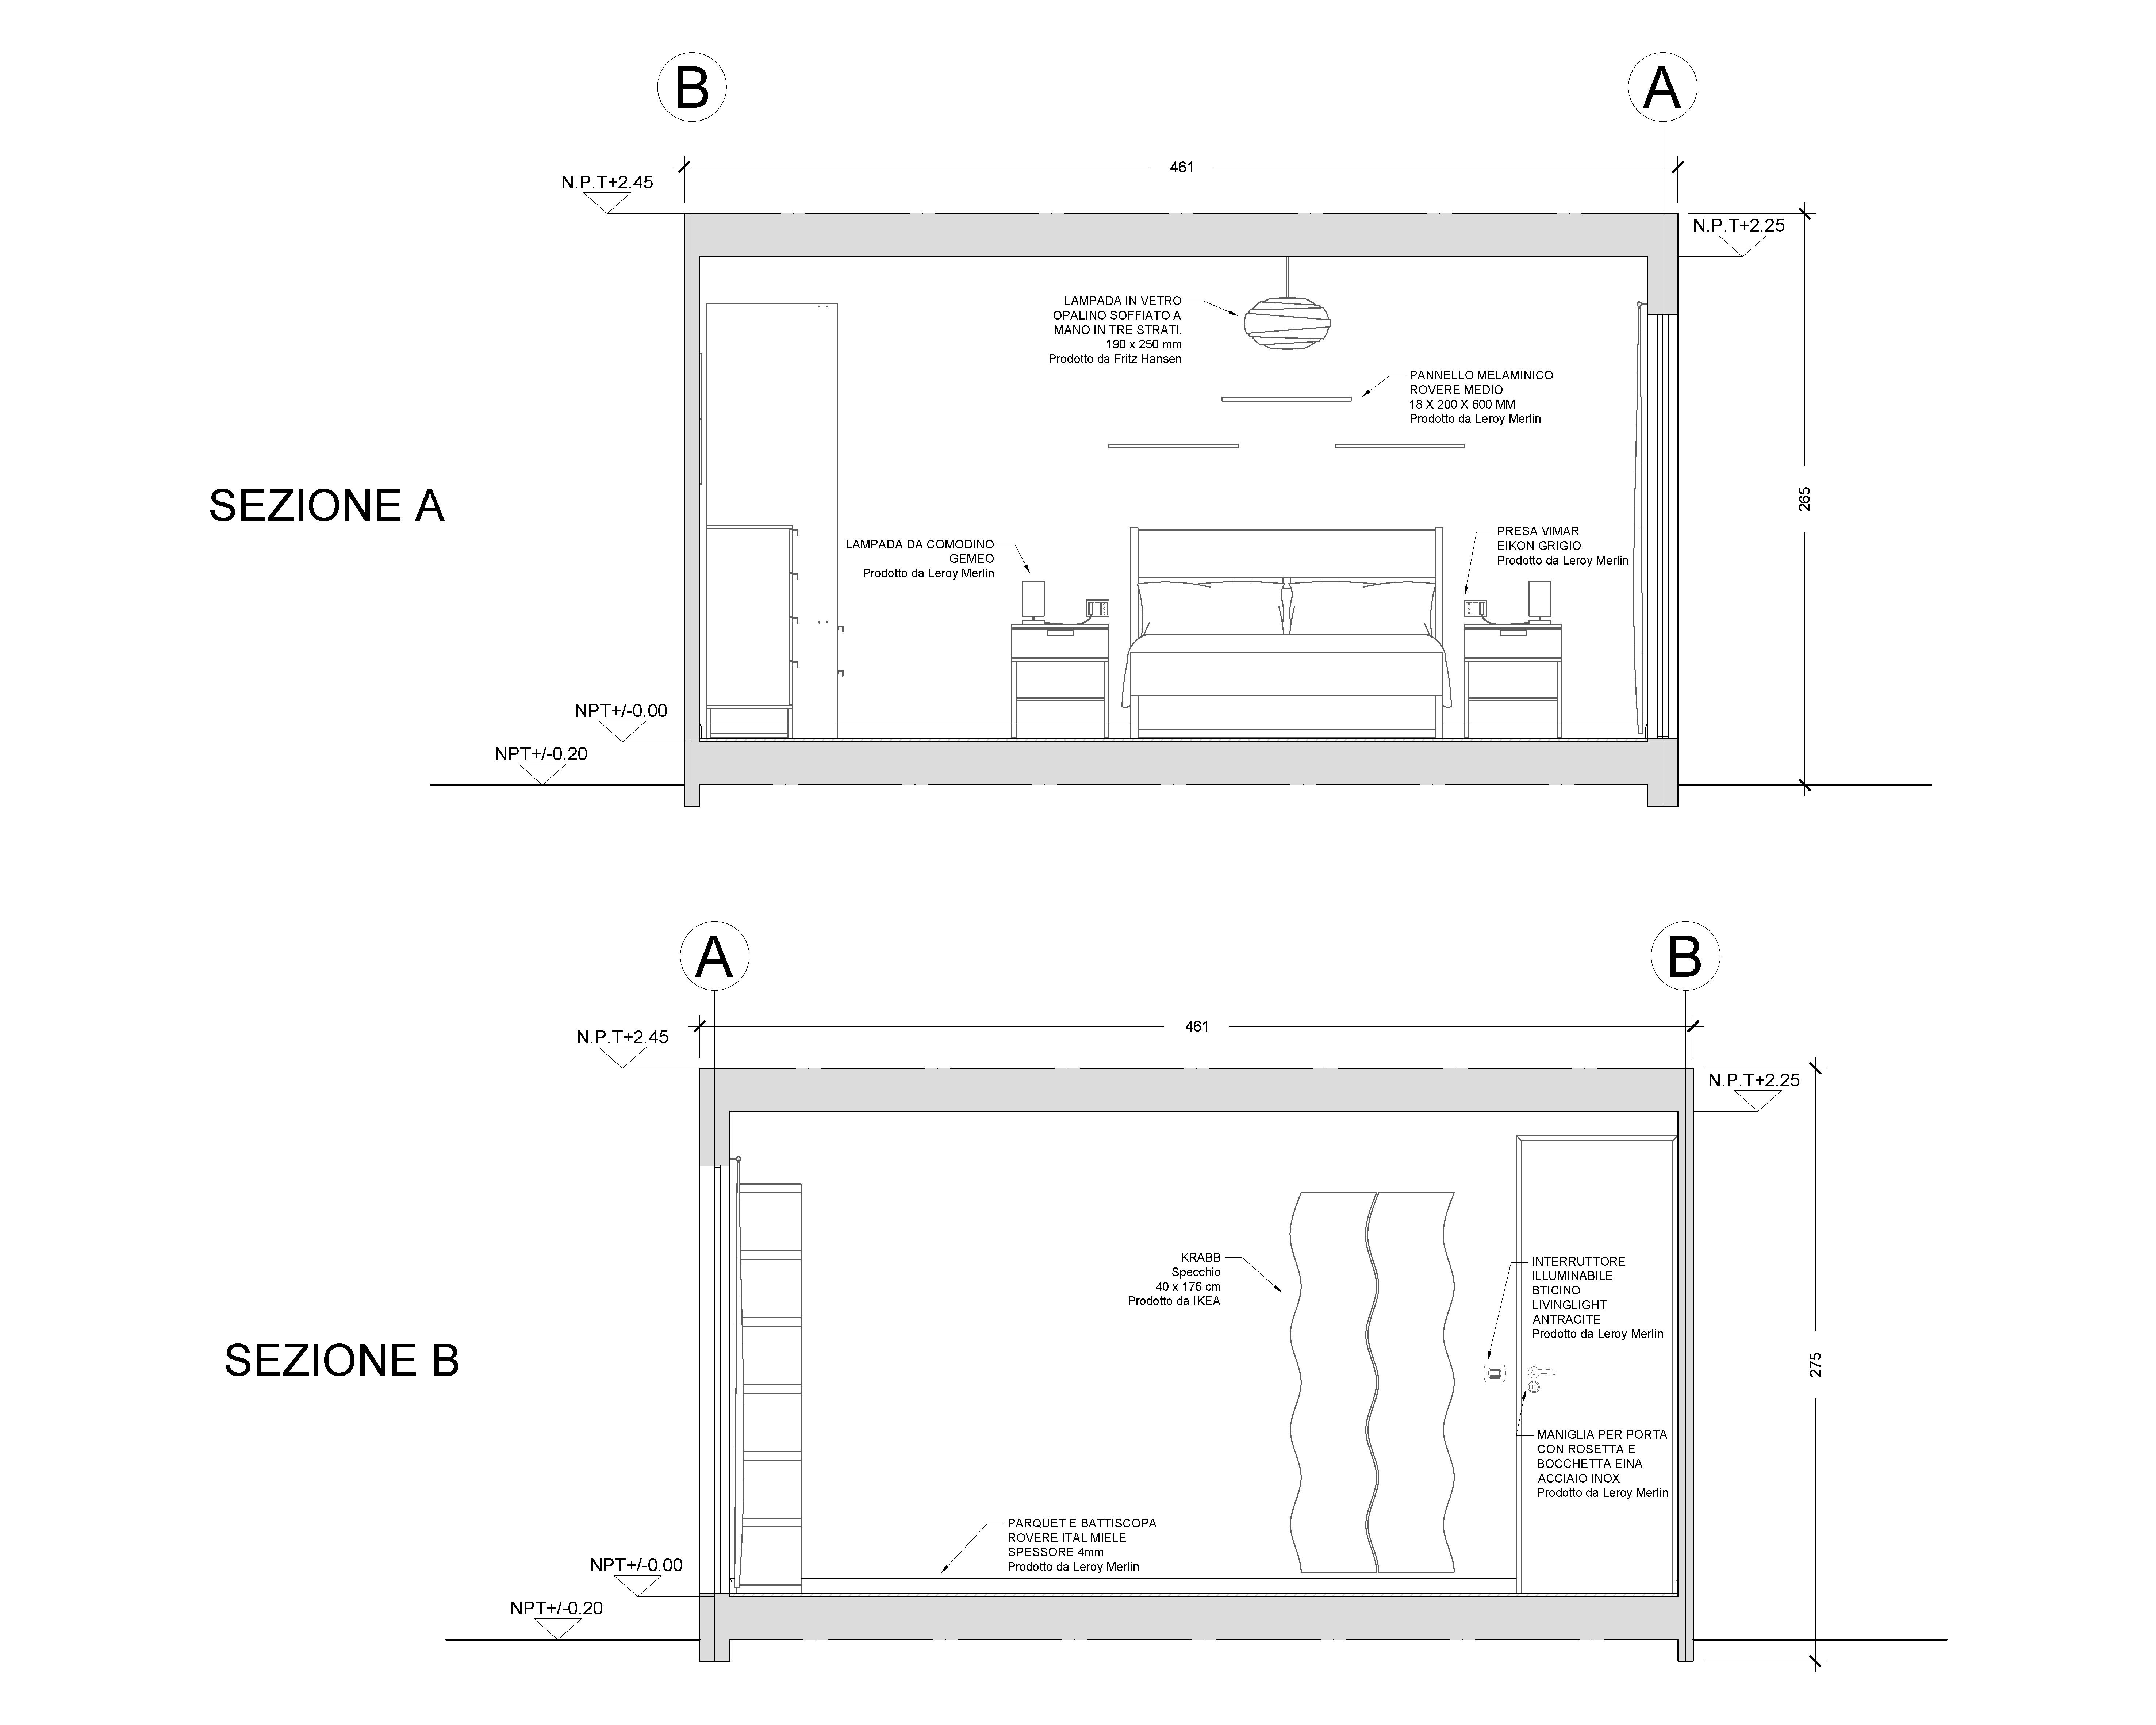 B
A
461
N.P.T+2.45
N.P.T+2.25
LAMPADA IN VETRO
OPALINO SOFFIATO A
MANO IN TRE STRATI.
190 x 250 mm
Prodotto da Fritz Hansen
PANNELLO MELAMINICO
ROVERE MEDIO
18 X 200 X 600 MM
Prodotto da Leroy Merlin
265
SEZIONE A
LAMPADA DA COMODINO
GEMEO
Prodotto da Leroy Merlin
PRESA VIMAR
EIKON GRIGIO
Prodotto da Leroy Merlin
NPT+/-0.00
NPT+/-0.20
A
B
461
N.P.T+2.45
N.P.T+2.25
KRABB
Specchio
40 x 176 cm
Prodotto da IKEA
INTERRUTTORE
ILLUMINABILE
BTICINO
LIVINGLIGHT
ANTRACITE
Prodotto da Leroy Merlin
SEZIONE B
275
MANIGLIA PER PORTA
CON ROSETTA E
BOCCHETTA EINA
ACCIAIO INOX
Prodotto da Leroy Merlin
PARQUET E BATTISCOPA
ROVERE ITAL MIELE
SPESSORE 4mm
Prodotto da Leroy Merlin
NPT+/-0.00
NPT+/-0.20